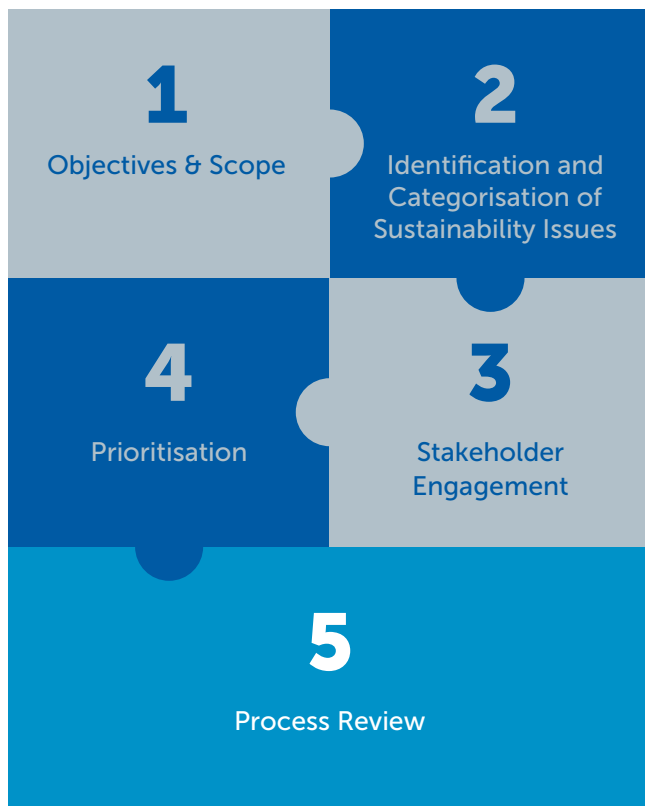 1
Objectives & Scope
2
Identification and
Categorisation of
Sustainability Issues
4
Prioritisation
3
Stakeholder
Engagement
5
Process Review